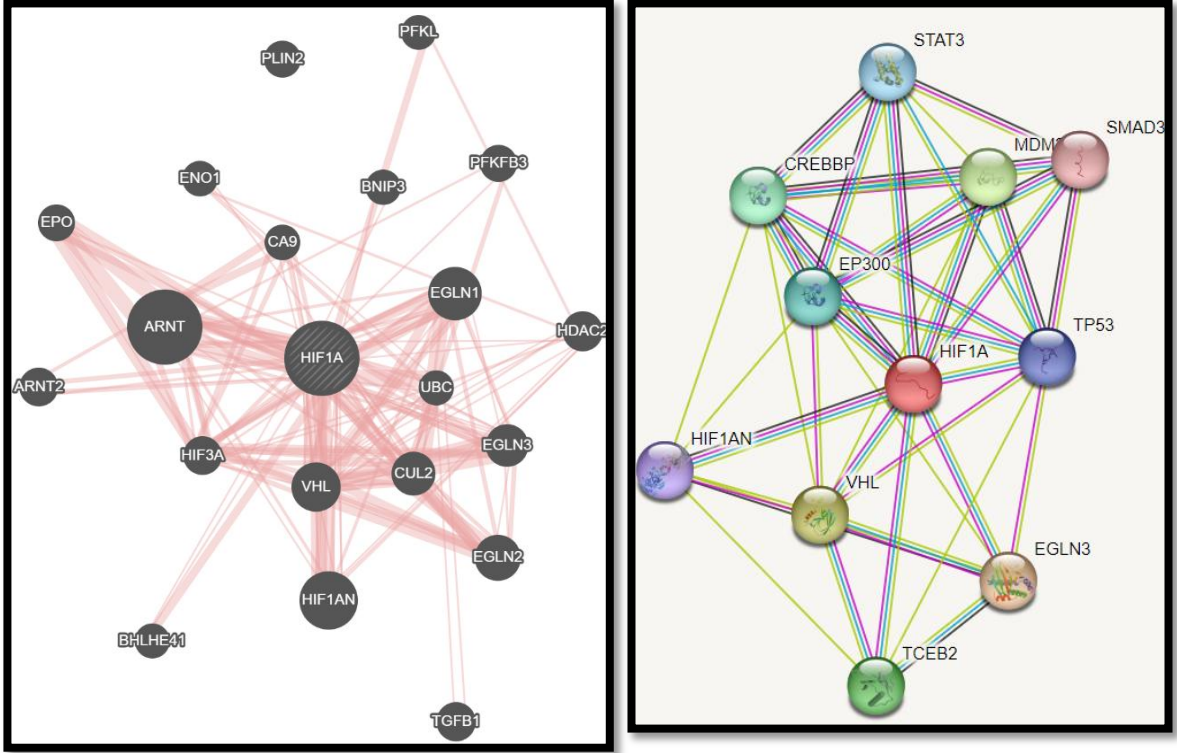 PFKL
PLIN2
PFKFB3
ENO1
BNIP3
EPO
CA9
EGLN1
ARNT
HDAC2
HIF1A
ARNT2
UBC
EGLN3
HIF3A
CUL2
VHL
EGLN2
HIF1AN
BHLHE41
TGFB1
STAT3
SMAD3
MDM2
CREBBP
EP300
TP53
HIF1A
HIF1AN
VHL
EGLN3
TCEB2